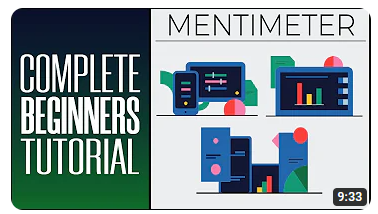 COMPLETE
BEGINNERS
TUTORIAL
MENTIMETER
9:33